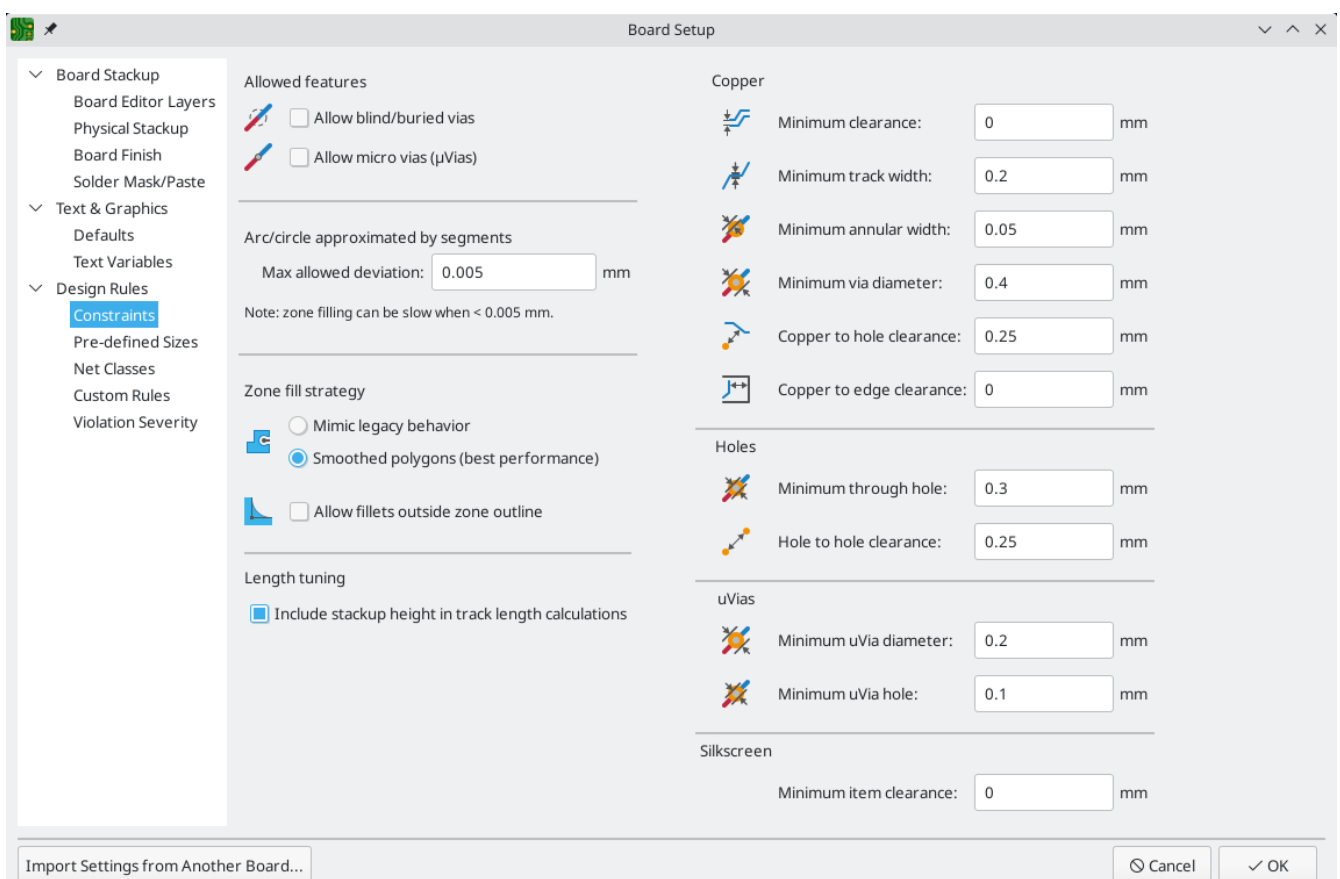 Board Setup
Board Stackup
Board Editor Layers
Physical Stackup
Board Finish
Solder Mask/Paste
Text & Graphics
Defaults
Text Variables
Design Rules
Constraints
Pre-defined Sizes
Net Classes
Custom Rules
Violation Severity
Allowed features
Allow blind/buried vias
Allow micro vias (µVias)
Arc/circle approximated by segments
Max allowed deviation: 0.005 mm
Note: zone filling can be slow when < 0.005 mm.
Zone fill strategy
Mimic legacy behavior
Smoothed polygons (best performance)
Allow fillets outside zone outline
Length tuning
Include stackup height in track length calculations
Copper
Minimum clearance: 0 mm
Minimum track width: 0.2 mm
Minimum annular width: 0.05 mm
Minimum via diameter: 0.4 mm
Copper to hole clearance: 0.25 mm
Copper to edge clearance: 0 mm
Holes
Minimum through hole: 0.3 mm
Hole to hole clearance: 0.25 mm
uVias
Minimum uVia diameter: 0.2 mm
Minimum uVia hole: 0.1 mm
Silkscreen
Minimum item clearance: 0 mm
Import Settings from Another Board...
Cancel
OK